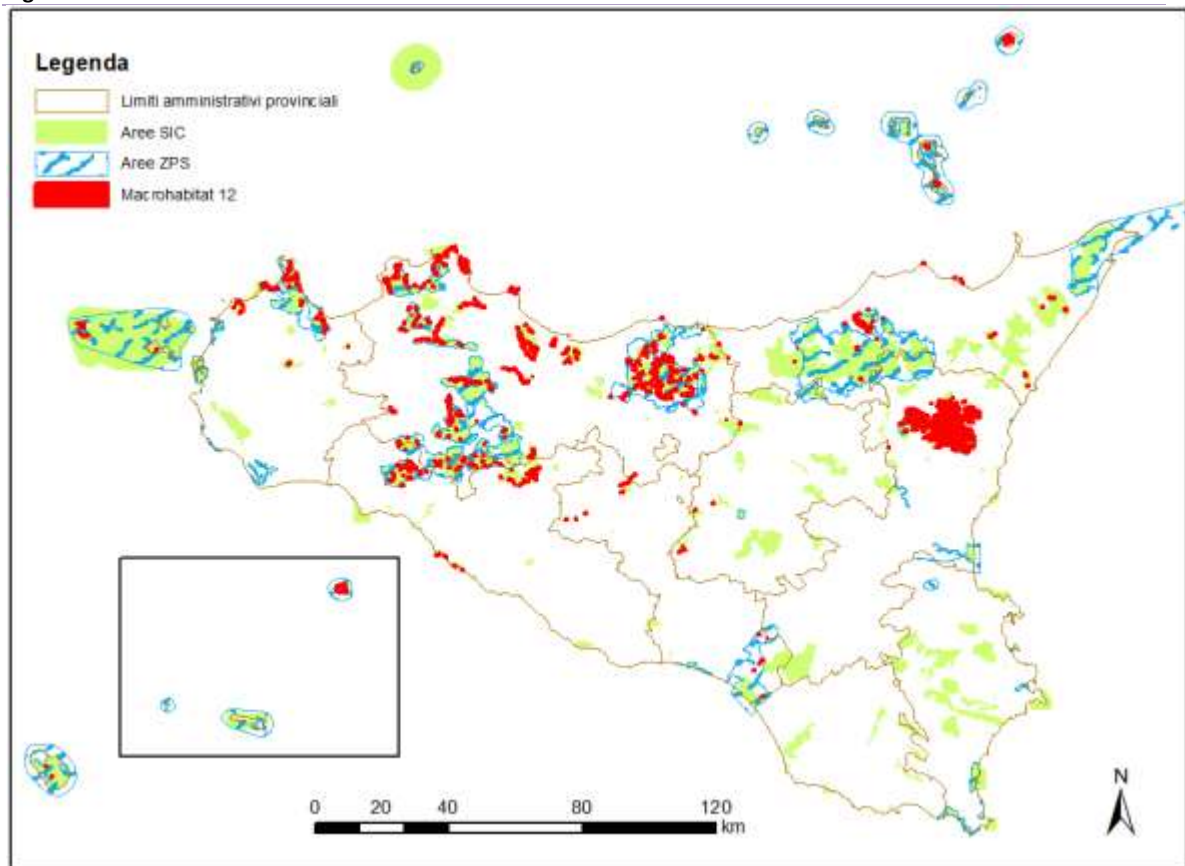 Legenda
Limiti amministrativi provinciali
Aree SIC
Aree ZPS
Macrohabitat 12
N
0 20 40 80 120
km